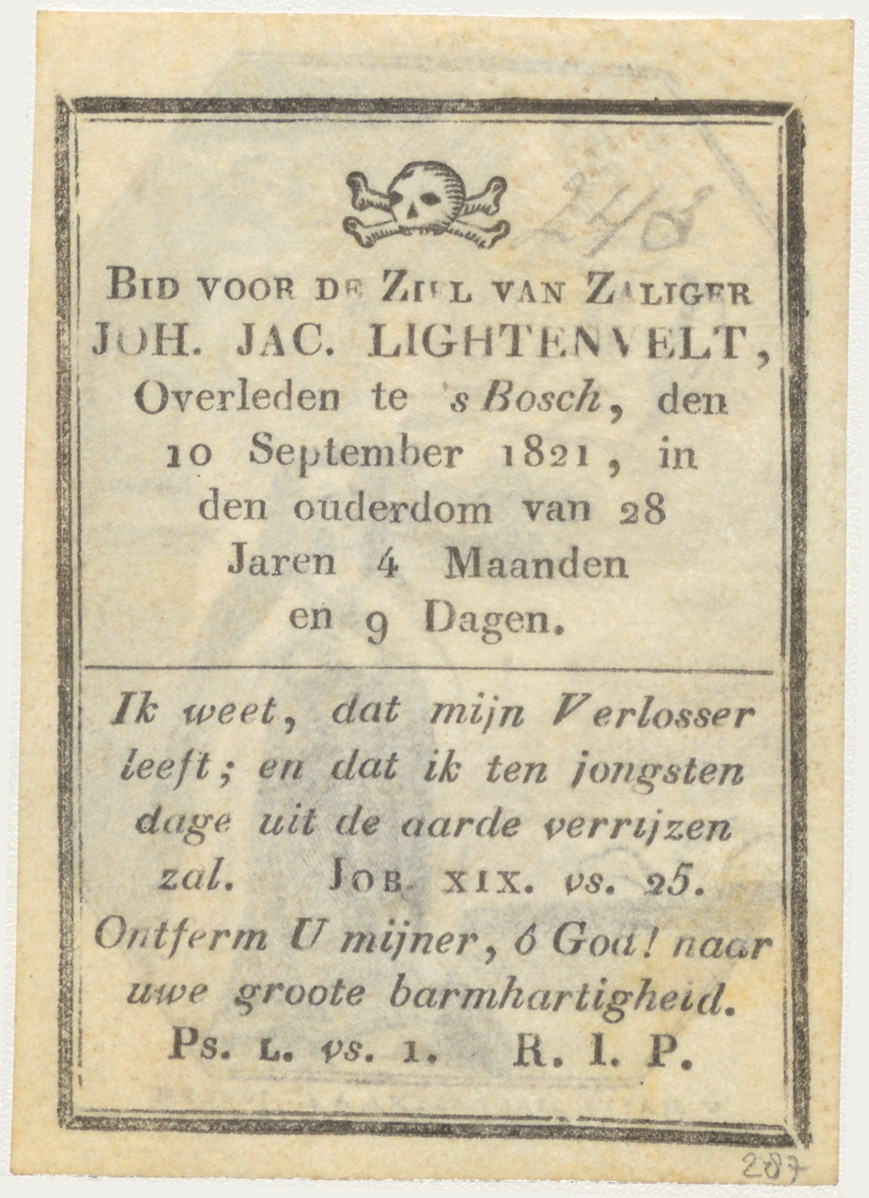 248
BID VOOR DE ZIEL VAN ZALIGER
JOH. JAC. LIGHTENVELT,
Overleden te 's Bosch, den
10 September 1821, in
den ouderdom van 28
Jaren 4 Maanden
en 9 Dagen.
Ik weet, dat mijn Verlosser
leeft; en dat ik ten jongsten
dage uit de aarde verrijzen
zal. JOB. XIX. vs. 25.
Ontferm U mijner, ó God! naar
uwe groote barmhartigheid.
Ps. L. vs. 1. R. I. P.
287